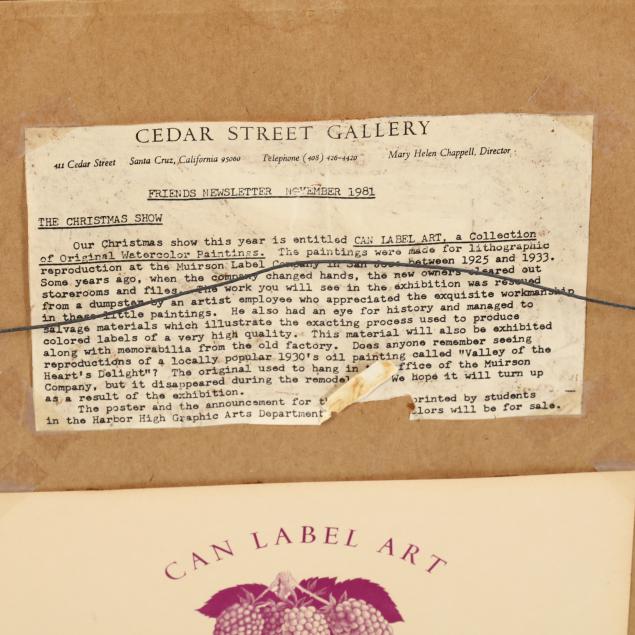 CEDAR STREET GALLERY
411 Cedar Street Santa Cruz, California 95060 Telephone (408) 426-4420 Mary Helen Chappell, Director
FRIENDS NEWSLETTER NOVEMBER 1981
THE CHRISTMAS SHOW
Our Christmas show this year is entitled CAN LABEL ART, a Collection
of Original Watercolor Paintings. The paintings were made for lithographic
reproduction at the Muirson Label Company in San Jose between 1925 and 1933.
Some years ago, when the company changed hands, the new owners cleared out
storerooms and files. The work you will see in the exhibition was rescued
from a dumpster by an artist employee who appreciated the exquisite workmanship
in these little paintings. He also had an eye for history and managed to
salvage materials which illustrate the exacting process used to produce
colored labels of a very high quality. This material will also be exhibited
along with memorabilia from the old factory. Does anyone remember seeing
reproductions of a locally popular 1930's oil painting called "Valley of the
Heart's Delight"? The original used to hang in office of the Muirson
Company, but it disappeared during the remodel We hope it will turn up
as a result of the exhibition.
The poster and the announcement for printed by students
in the Harbor High Graphic Arts Department will be for sale.
CAN LABEL ART